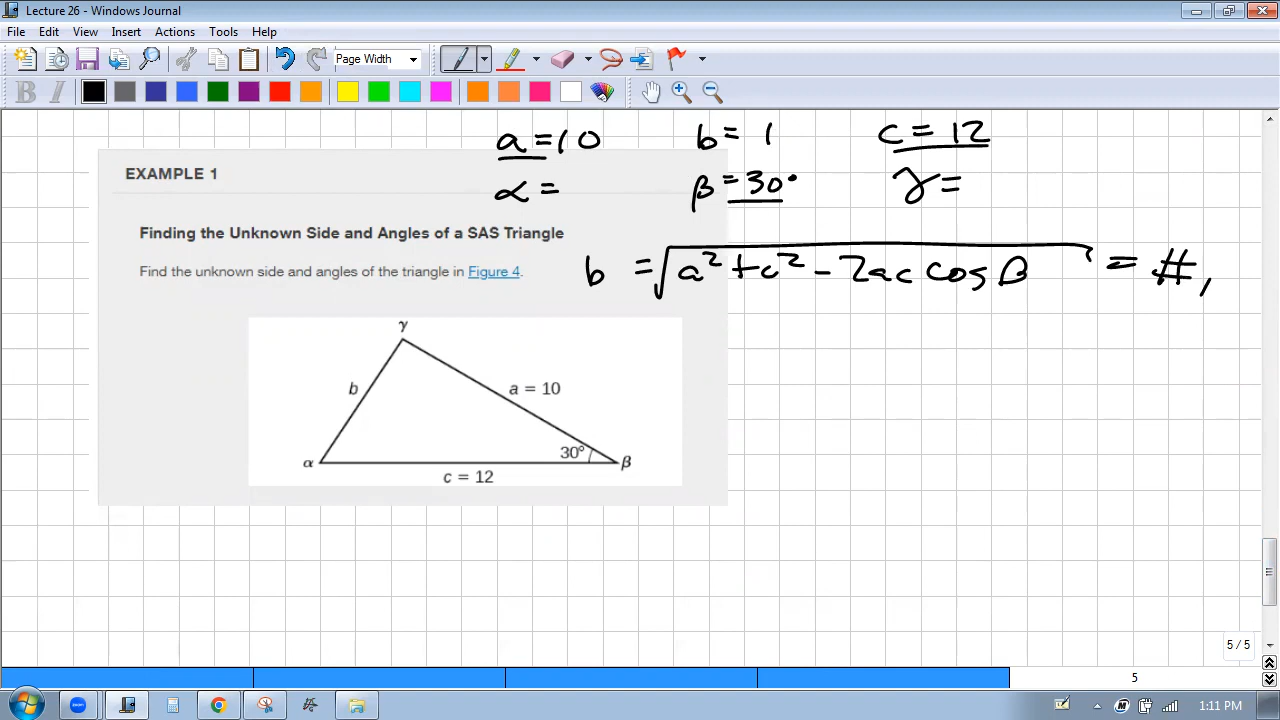 Lecture 26 - Windows Journal
File Edit View Insert Actions Tools Help
Page Width
B I
a = 10 b = 1 c = 12
α = β = 30° γ =
EXAMPLE 1
Finding the Unknown Side and Angles of a SAS Triangle
Find the unknown side and angles of the triangle in Figure 4.
b = √a² + c² - 2ac cos β = #,
γ
b
a = 10
30°
α
β
c = 12
5 / 5
5
1:11 PM